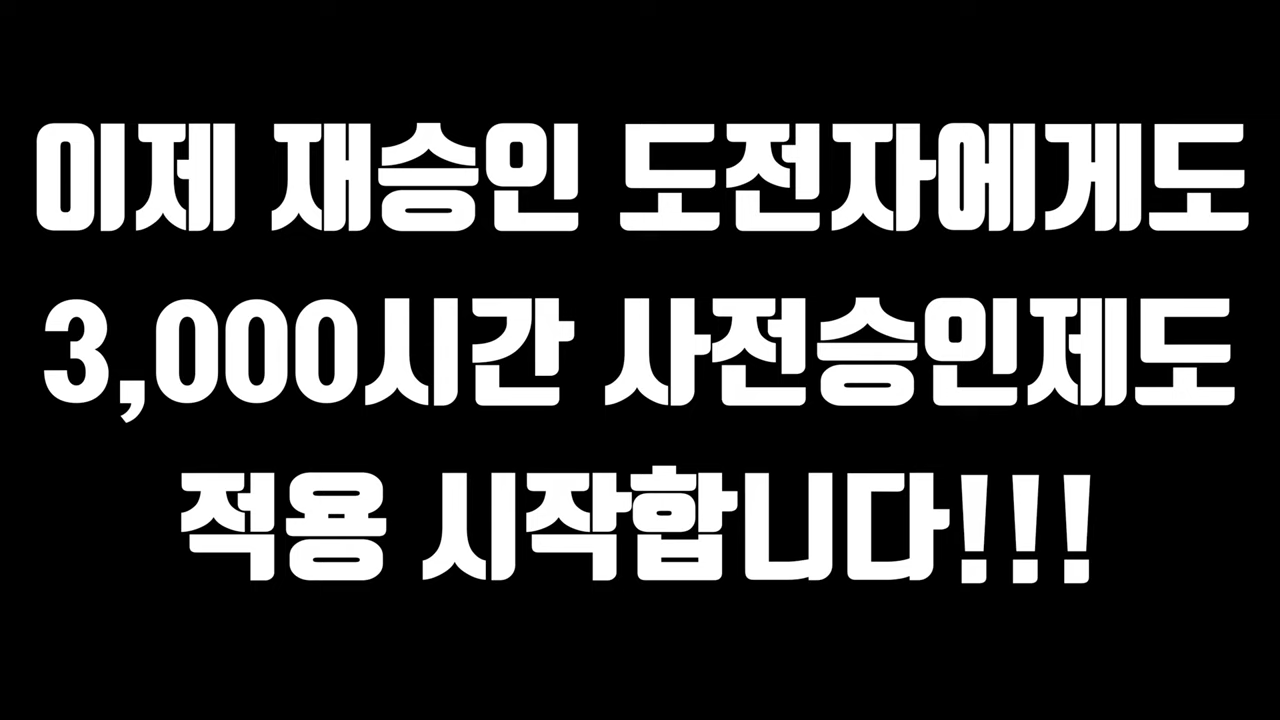 이제 재승인 도전자에게도
3,000시간 사전승인제도
적용 시작합니다!!!